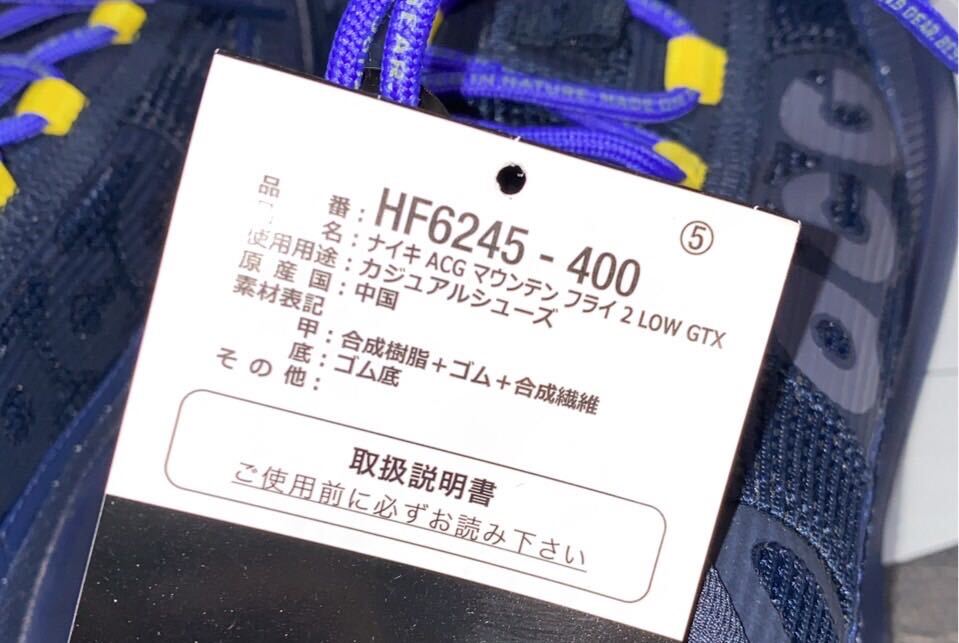 IN NATURE. MADE
⑤
品番：HF6245 - 400
名：ナイキ ACG マウンテン フライ 2 LOW GTX
使用用途：カジュアルシューズ
原産国：中国
素材表記
甲：合成樹脂＋ゴム＋合成繊維
底：ゴム底
その他：
取扱説明書
ご使用前に必ずお読み下さい